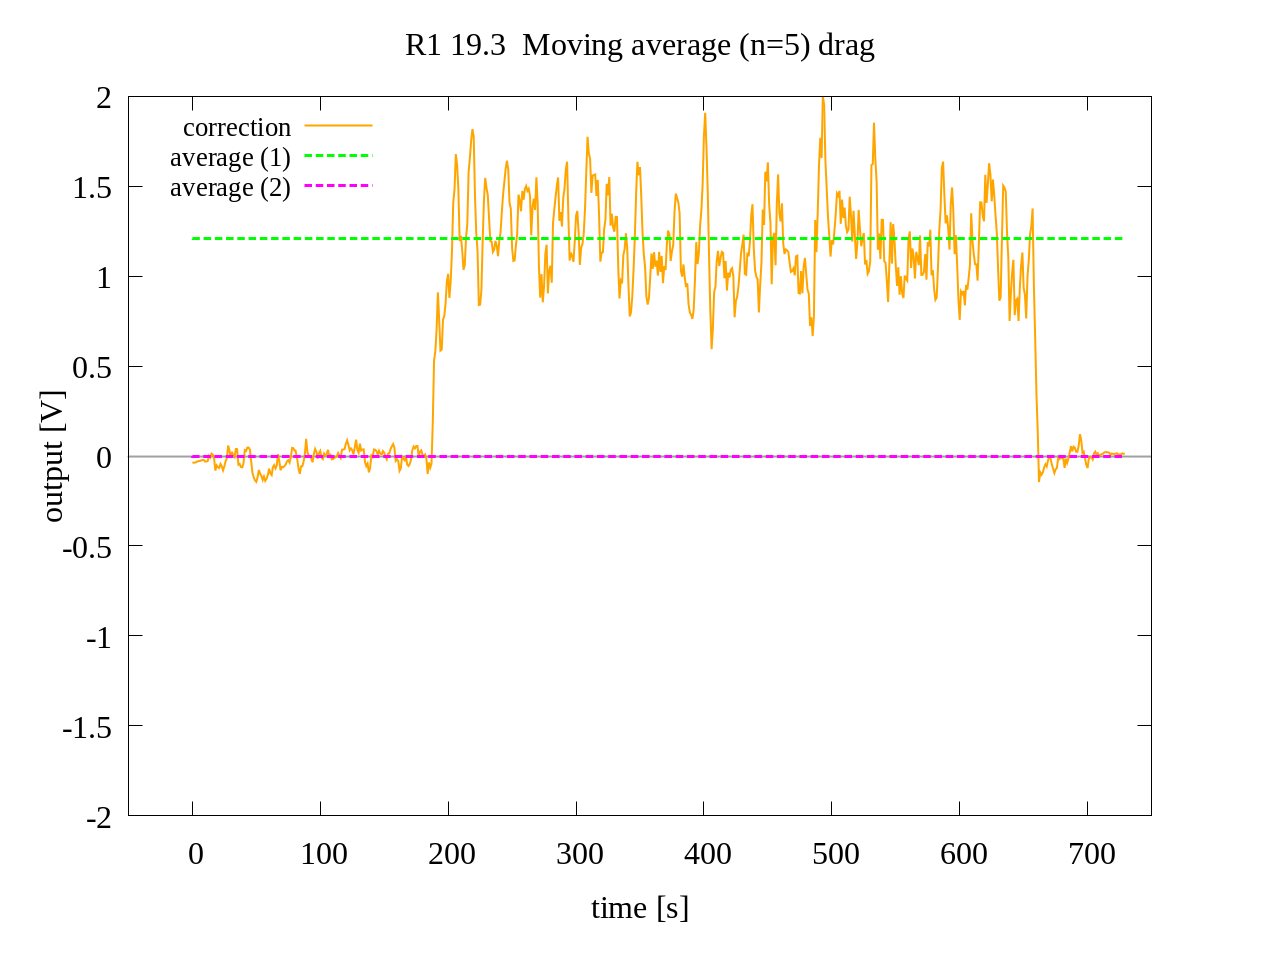 R1 19.3  Moving average (n=5) drag
correction
average (1)
average (2)
2
1.5
1
0.5
0
-0.5
-1
-1.5
-2
output [V]
0 100 200 300 400 500 600 700
time [s]